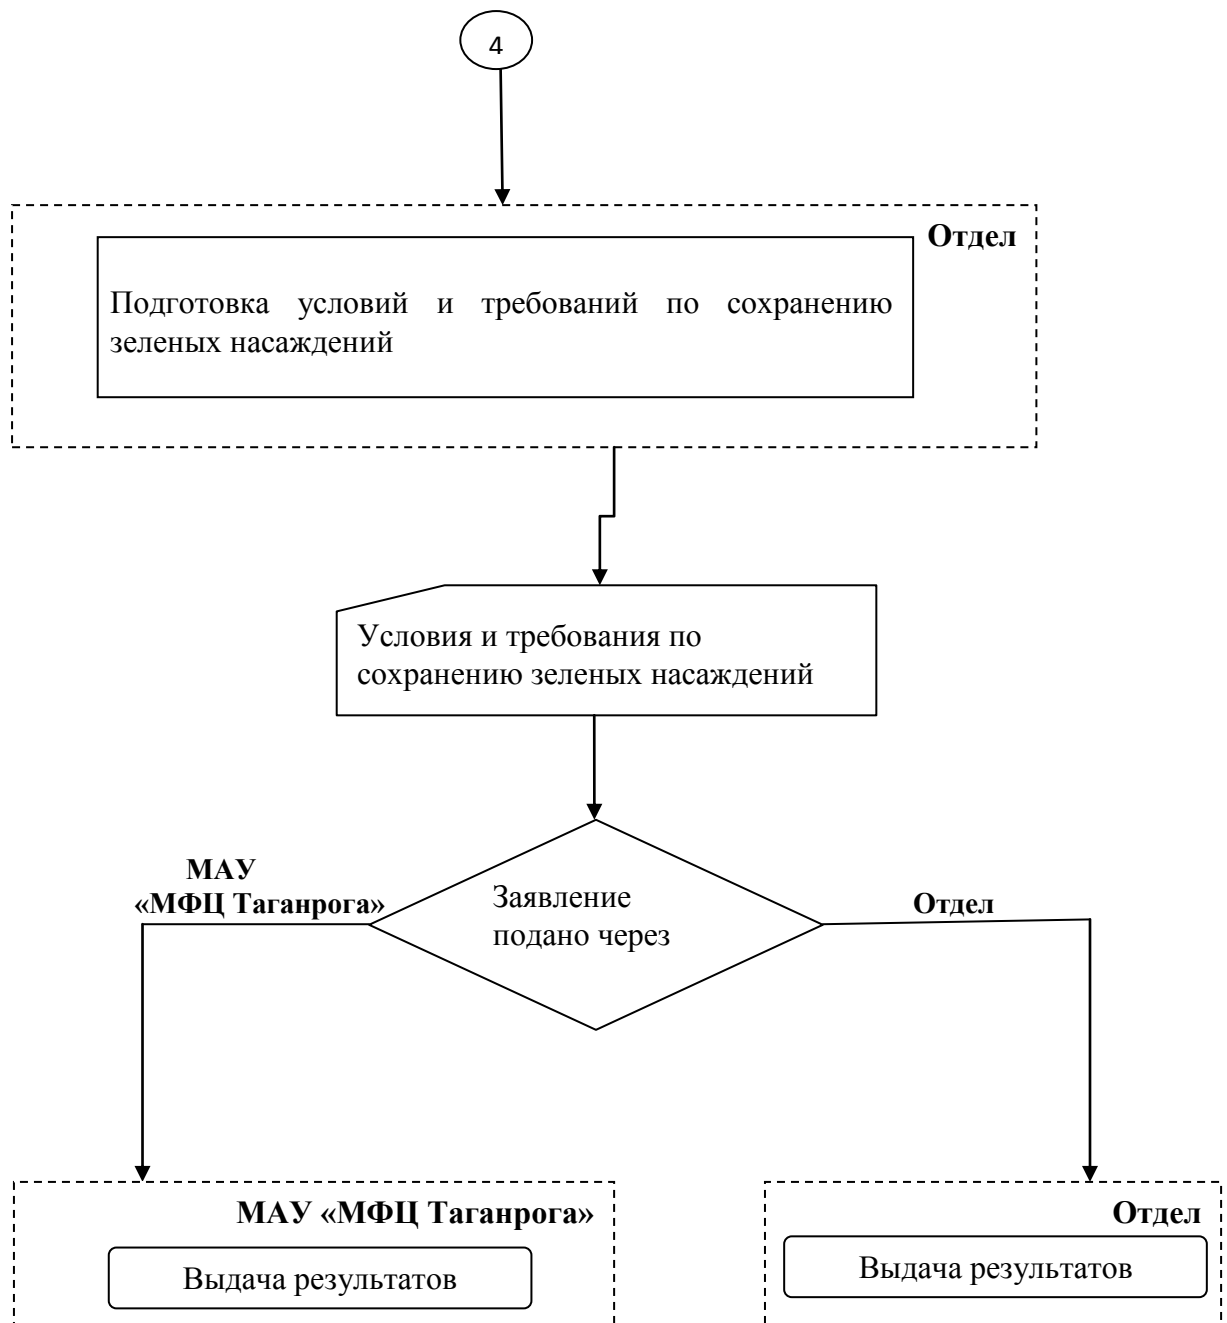 4
Отдел
Подготовка условий и требований по сохранению
зеленых насаждений
Условия и требования по
сохранению зеленых насаждений
МАУ
«МФЦ Таганрога»
Заявление
подано через
Отдел
МАУ «МФЦ Таганрога»
Выдача результатов
Отдел
Выдача результатов